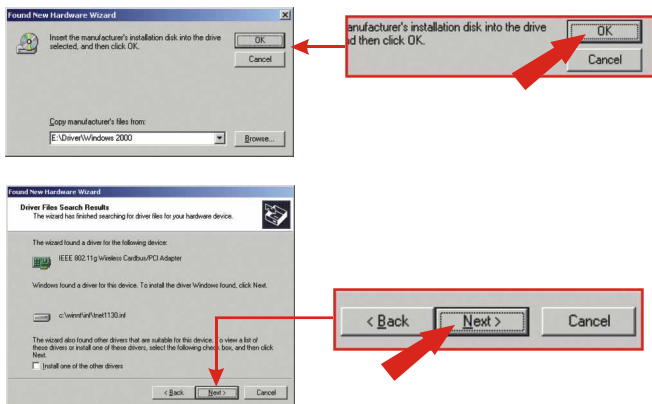 Found New Hardware Wizard
Insert the manufacturer's installation disk into the drive
selected, and then click OK.
OK
Cancel
Copy manufacturer's files from:
E:\Driver\Windows 2000
Browse...
anufacturer's installation disk into the drive
d then click OK.
OK
Cancel
Found New Hardware Wizard
Driver Files Search Results
The wizard has finished searching for driver files for your hardware device.
The wizard found a driver for the following device:
IEEE 802.11g Wireless Cardbus/PCI Adapter
Windows found a driver for this device. To install the driver Windows found, click Next.
c:\winnt\inf\tnet1130.inf
The wizard also found other drivers that are suitable for this device. o view a list of
these drivers or install one of these drivers, select the following check box, and then click
Next.
Install one of the other drivers
< Back
Next >
Cancel
< Back
Next >
Cancel